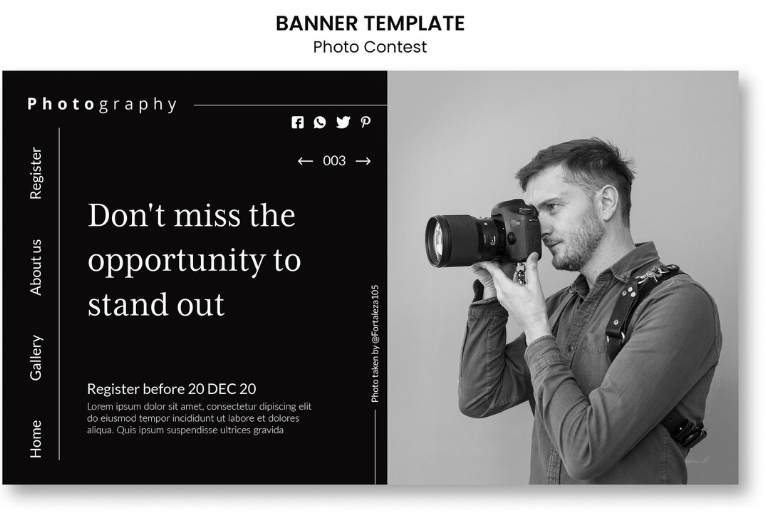 BANNER TEMPLATE
Photo Contest
Photography
003
Register
About us
Gallery
Home
Don't miss the
opportunity to
stand out
Register before 20 DEC 20
Lorem ipsum dolor sit amet, consectetur dipiscing elit
do eiusmod tempor incididunt ut labore et dolores
aliqua. Quis ipsum suspendisse ultrices gravida
Photo taken by @Fortaleza105